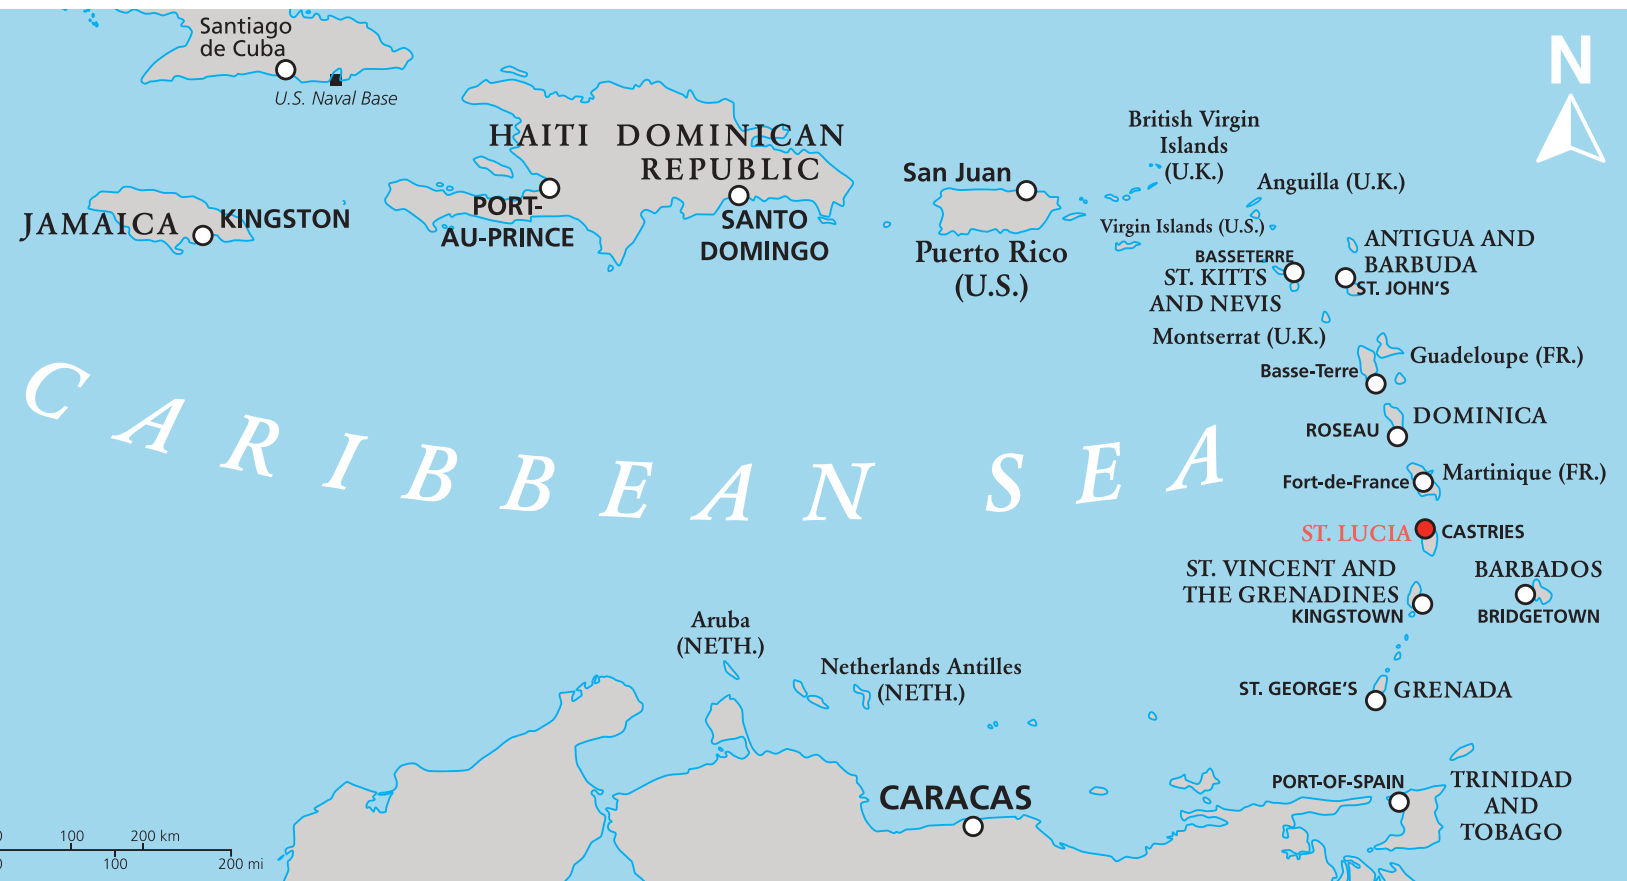 Santiago
de Cuba
U.S. Naval Base
N
HAITI
DOMINICAN
REPUBLIC
British Virgin
Islands
(U.K.)
San Juan
Anguilla (U.K.)
JAMAICA
KINGSTON
PORT-
AU-PRINCE
SANTO
DOMINGO
Puerto Rico
(U.S.)
Virgin Islands (U.S.)
BASSETERRE
ST. KITTS
AND NEVIS
ANTIGUA AND
BARBUDA
ST. JOHN'S
Montserrat (U.K.)
Guadeloupe (FR.)
Basse-Terre
CARIBBEAN SEA
DOMINICA
ROSEAU
Martinique (FR.)
Fort-de-France
ST. LUCIA
CASTRIES
ST. VINCENT AND
THE GRENADINES
KINGSTOWN
BARBADOS
BRIDGETOWN
Aruba
(NETH.)
Netherlands Antilles
(NETH.)
ST. GEORGE'S
GRENADA
CARACAS
PORT-OF-SPAIN
TRINIDAD
AND
TOBAGO
0 100 200 km
0 100 200 mi